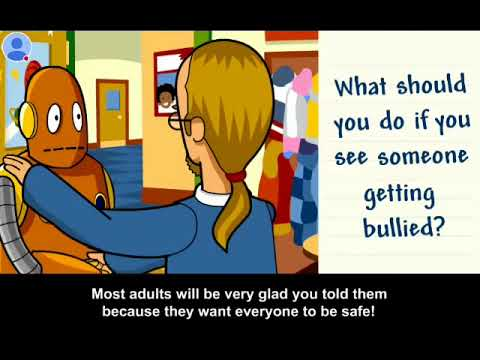 What should
you do if you
see someone
getting
bullied?
Most adults will be very glad you told them
because they want everyone to be safe!